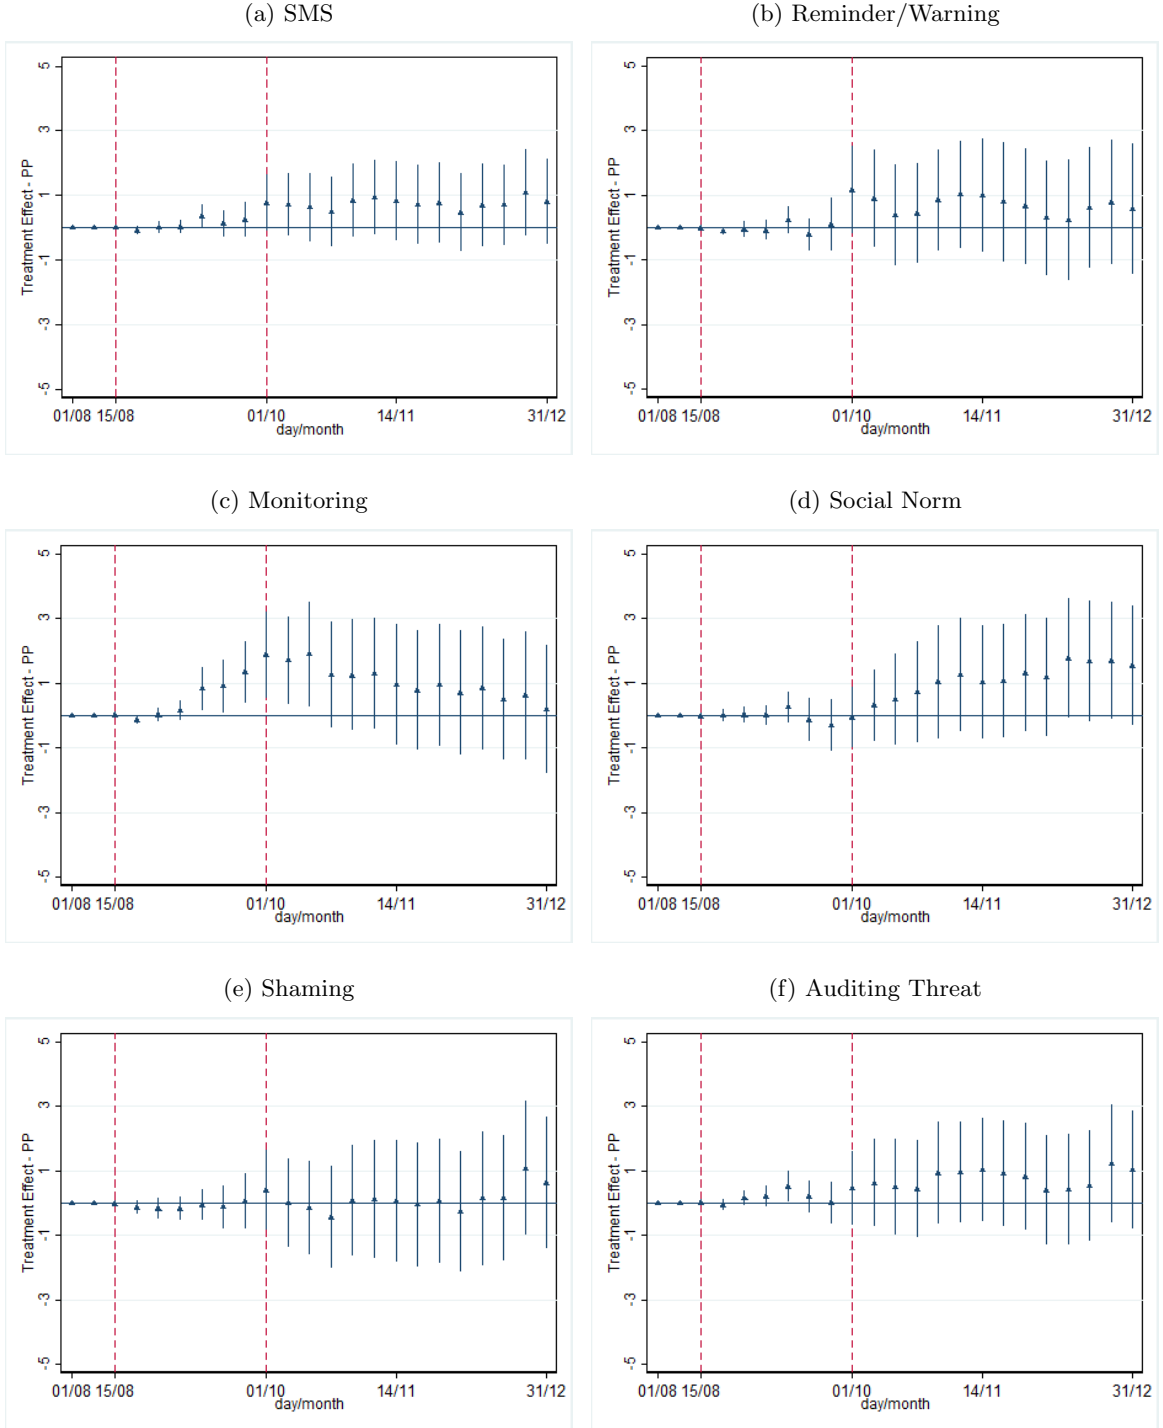 (a) SMS
(b) Reminder/Warning
Treatment Effect - PP
5
3
1
-1
-3
-5
01/08 15/08 01/10 14/11 31/12
day/month
Treatment Effect - PP
5
3
1
-1
-3
-5
01/08 15/08 01/10 14/11 31/12
day/month
(c) Monitoring
(d) Social Norm
Treatment Effect - PP
5
3
1
-1
-3
-5
01/08 15/08 01/10 14/11 31/12
day/month
Treatment Effect - PP
5
3
1
-1
-3
-5
01/08 15/08 01/10 14/11 31/12
day/month
(e) Shaming
(f) Auditing Threat
Treatment Effect - PP
5
3
1
-1
-3
-5
01/08 15/08 01/10 14/11 31/12
day/month
Treatment Effect - PP
5
3
1
-1
-3
-5
01/08 15/08 01/10 14/11 31/12
day/month